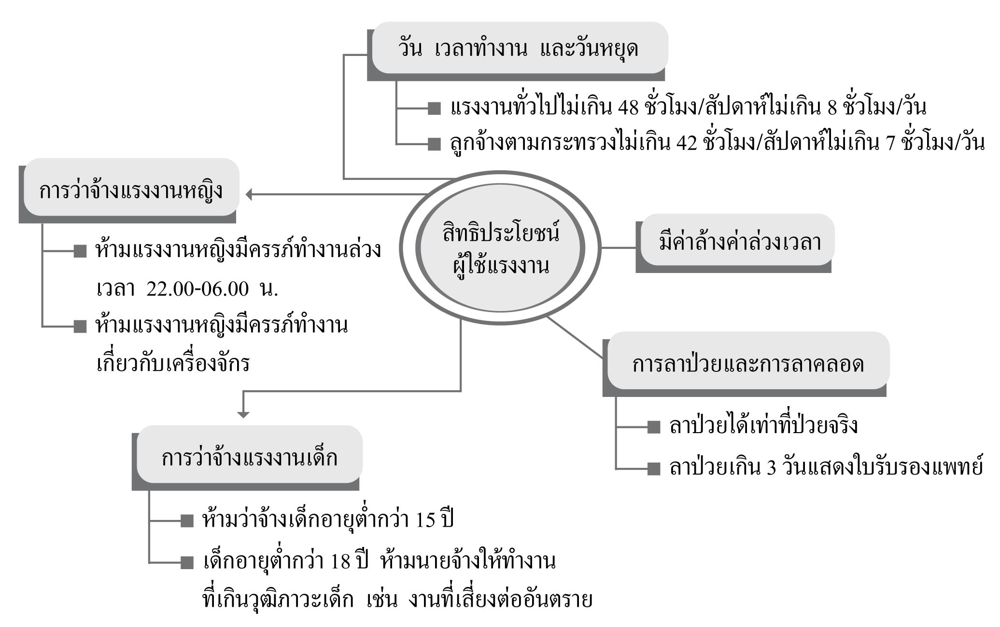 วัน เวลาทำงาน และวันหยุด
แรงงานทั่วไปไม่เกิน 48 ชั่วโมง/สัปดาห์ไม่เกิน 8 ชั่วโมง/วัน
ลูกจ้างตามกระทรวงไม่เกิน 42 ชั่วโมง/สัปดาห์ไม่เกิน 7 ชั่วโมง/วัน
การว่าจ้างแรงงานหญิง
ห้ามแรงงานหญิงมีครรภ์ทำงานล่วง
เวลา 22.00-06.00 น.
ห้ามแรงงานหญิงมีครรภ์ทำงาน
เกี่ยวกับเครื่องจักร
สิทธิประโยชน์
ผู้ใช้แรงงาน
มีค่าล้างค่าล่วงเวลา
การลาป่วยและการลาคลอด
ลาป่วยได้เท่าที่ป่วยจริง
ลาป่วยเกิน 3 วันแสดงใบรับรองแพทย์
การว่าจ้างแรงงานเด็ก
ห้ามว่าจ้างเด็กอายุต่ำกว่า 15 ปี
เด็กอายุต่ำกว่า 18 ปี ห้ามนายจ้างให้ทำงาน
ที่เกินวุฒิภาวะเด็ก เช่น งานที่เสี่ยงต่ออันตราย